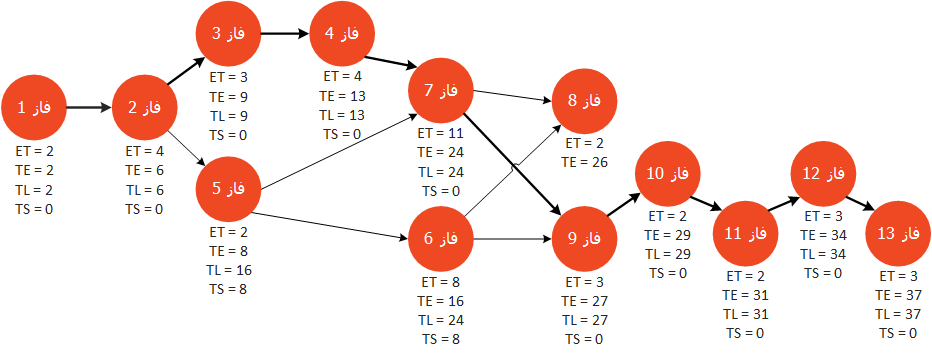 فاز 1
ET = 2
TE = 2
TL = 2
TS = 0
فاز 2
ET = 4
TE = 6
TL = 6
TS = 0
فاز 3
ET = 3
TE = 9
TL = 9
TS = 0
فاز 4
ET = 4
TE = 13
TL = 13
TS = 0
فاز 5
ET = 2
TE = 8
TL = 16
TS = 8
فاز 7
ET = 11
TE = 24
TL = 24
TS = 0
فاز 6
ET = 8
TE = 16
TL = 24
TS = 8
فاز 8
ET = 2
TE = 26
فاز 9
ET = 3
TE = 27
TL = 27
TS = 0
فاز 10
ET = 2
TE = 29
TL = 29
TS = 0
فاز 11
ET = 2
TE = 31
TL = 31
TS = 0
فاز 12
ET = 3
TE = 34
TL = 34
TS = 0
فاز 13
ET = 3
TE = 37
TL = 37
TS = 0